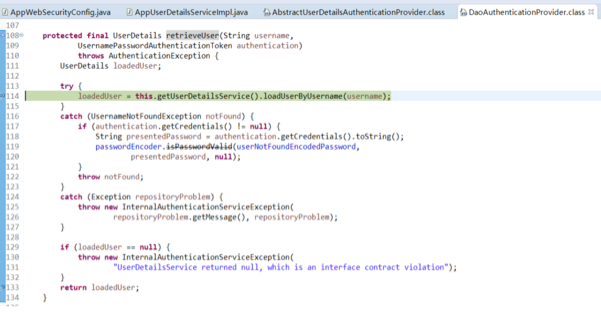 AppWebSecurityConfig.java AppUserDetailsServiceImpl.java AbstractUserDetailsAuthenticationProvider.class DaoAuthenticationProvider.class
107
108 protected final UserDetails retrieveUser(String username,
109 UsernamePasswordAuthenticationToken authentication)
110 throws AuthenticationException {
111 UserDetails loadedUser;
112
113 try {
114 loadedUser = this.getUserDetailsService().loadUserByUsername(username);
115 }
116 catch (UsernameNotFoundException notFound) {
117 if (authentication.getCredentials() != null) {
118 String presentedPassword = authentication.getCredentials().toString();
119 passwordEncoder.isPasswordValid(userNotFoundEncodedPassword,
120 presentedPassword, null);
121 }
122 throw notFound;
123 }
124 catch (Exception repositoryProblem) {
125 throw new InternalAuthenticationServiceException(
126 repositoryProblem.getMessage(), repositoryProblem);
127 }
128
129 if (loadedUser == null) {
130 throw new InternalAuthenticationServiceException(
131 "UserDetailsService returned null, which is an interface contract violation");
132 }
133 return loadedUser;
134 }